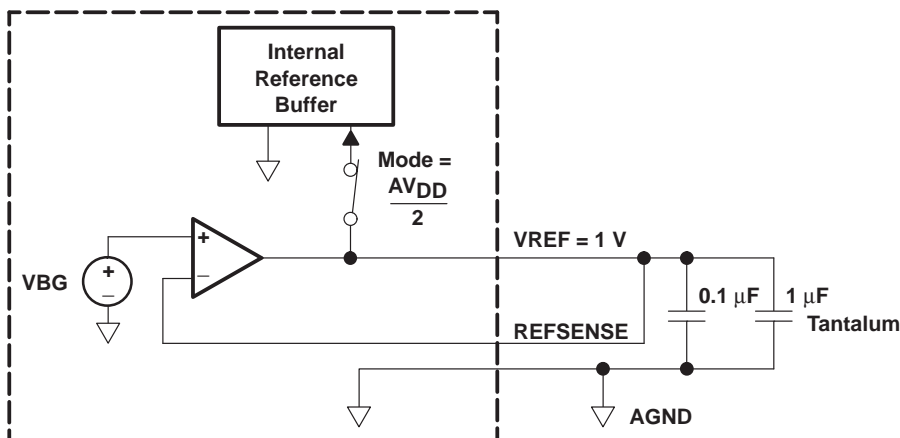 Internal
Reference
Buffer
Mode =
AVDD
2
+
−
VBG
+
−
VREF = 1 V
0.1 μF
1 μF
Tantalum
REFSENSE
AGND